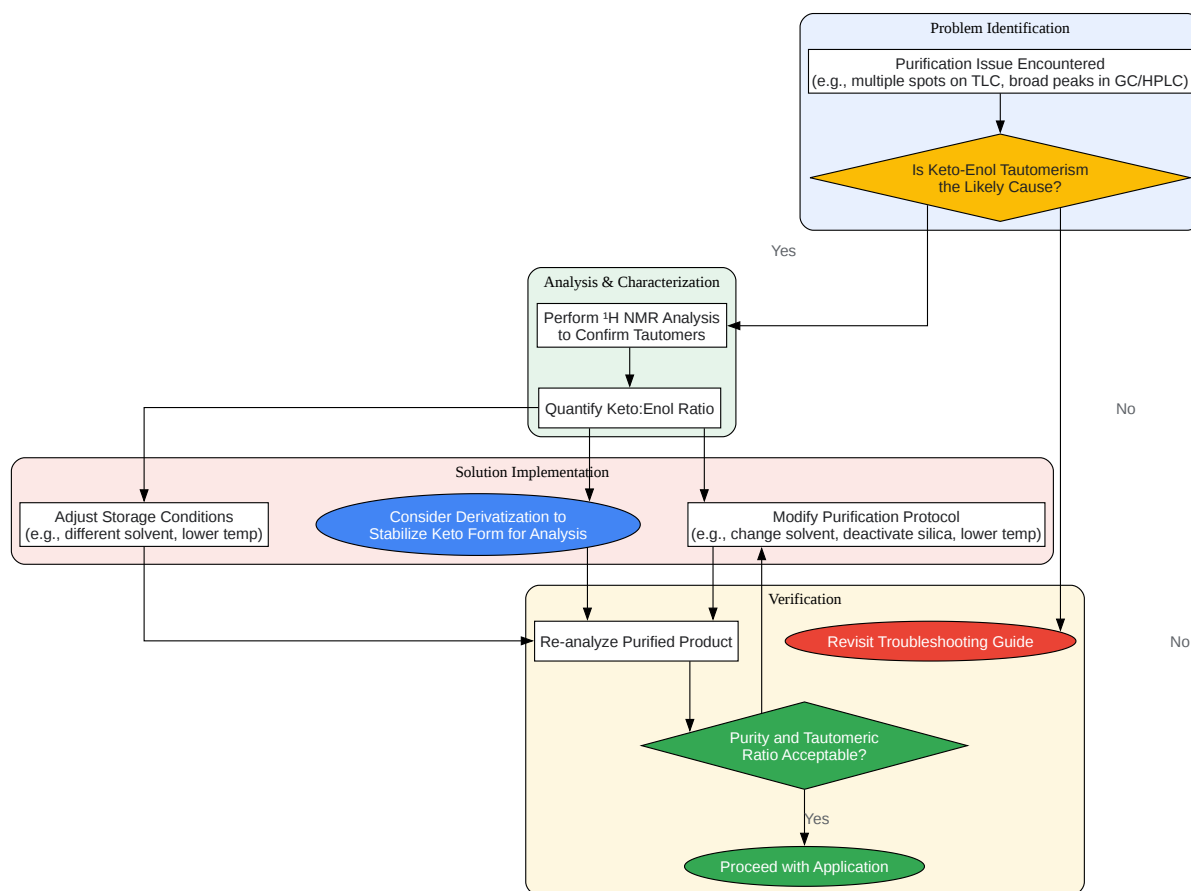 Problem Identification
Purification Issue Encountered
(e.g., multiple spots on TLC, broad peaks in GC/HPLC)
Is Keto-Enol Tautomerism
the Likely Cause?
Yes
Analysis & Characterization
Perform ¹H NMR Analysis
to Confirm Tautomers
Quantify Keto:Enol Ratio
No
Solution Implementation
Adjust Storage Conditions
(e.g., different solvent, lower temp)
Consider Derivatization to
Stabilize Keto Form for Analysis
Modify Purification Protocol
(e.g., change solvent, deactivate silica, lower temp)
Verification
Re-analyze Purified Product
Revisit Troubleshooting Guide
No
Purity and Tautomeric
Ratio Acceptable?
Yes
Proceed with Application